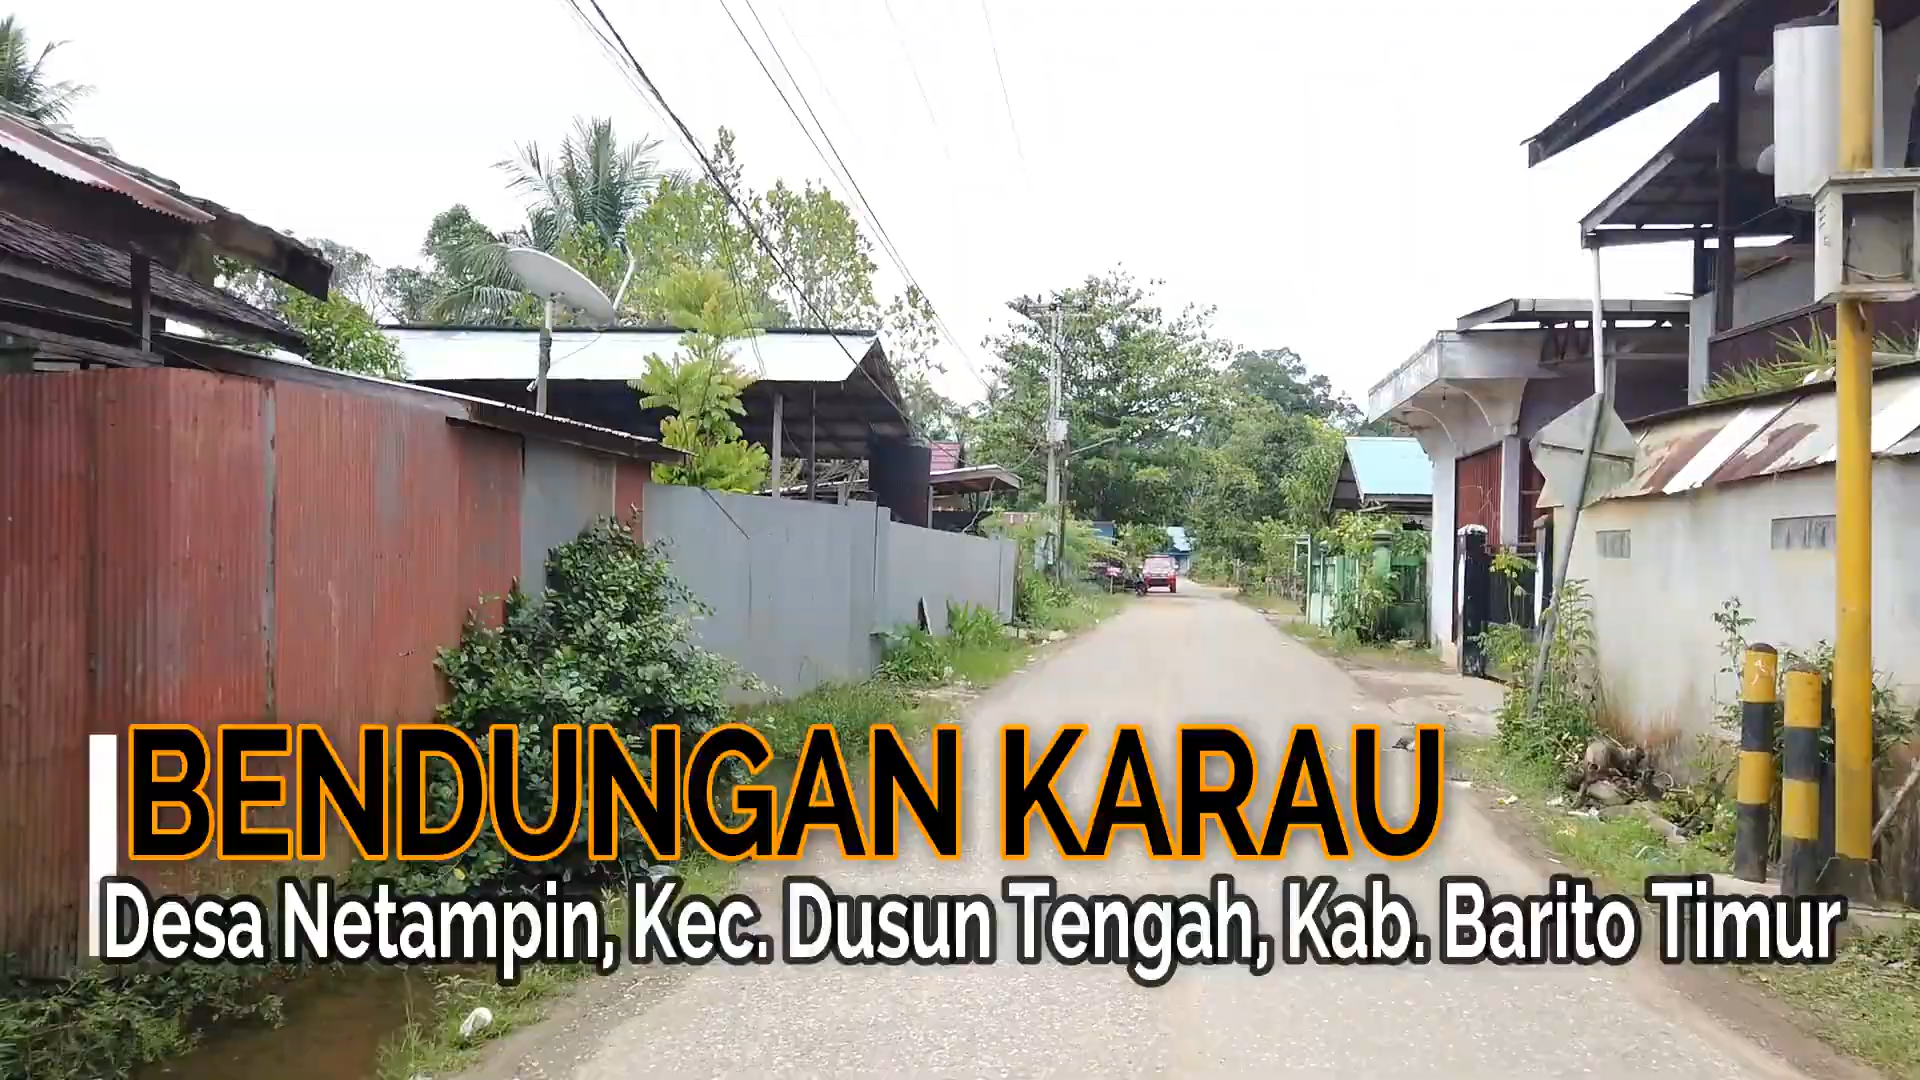 BENDUNGAN KARAU
Desa Netampin, Kec. Dusun Tengah, Kab. Barito Timur